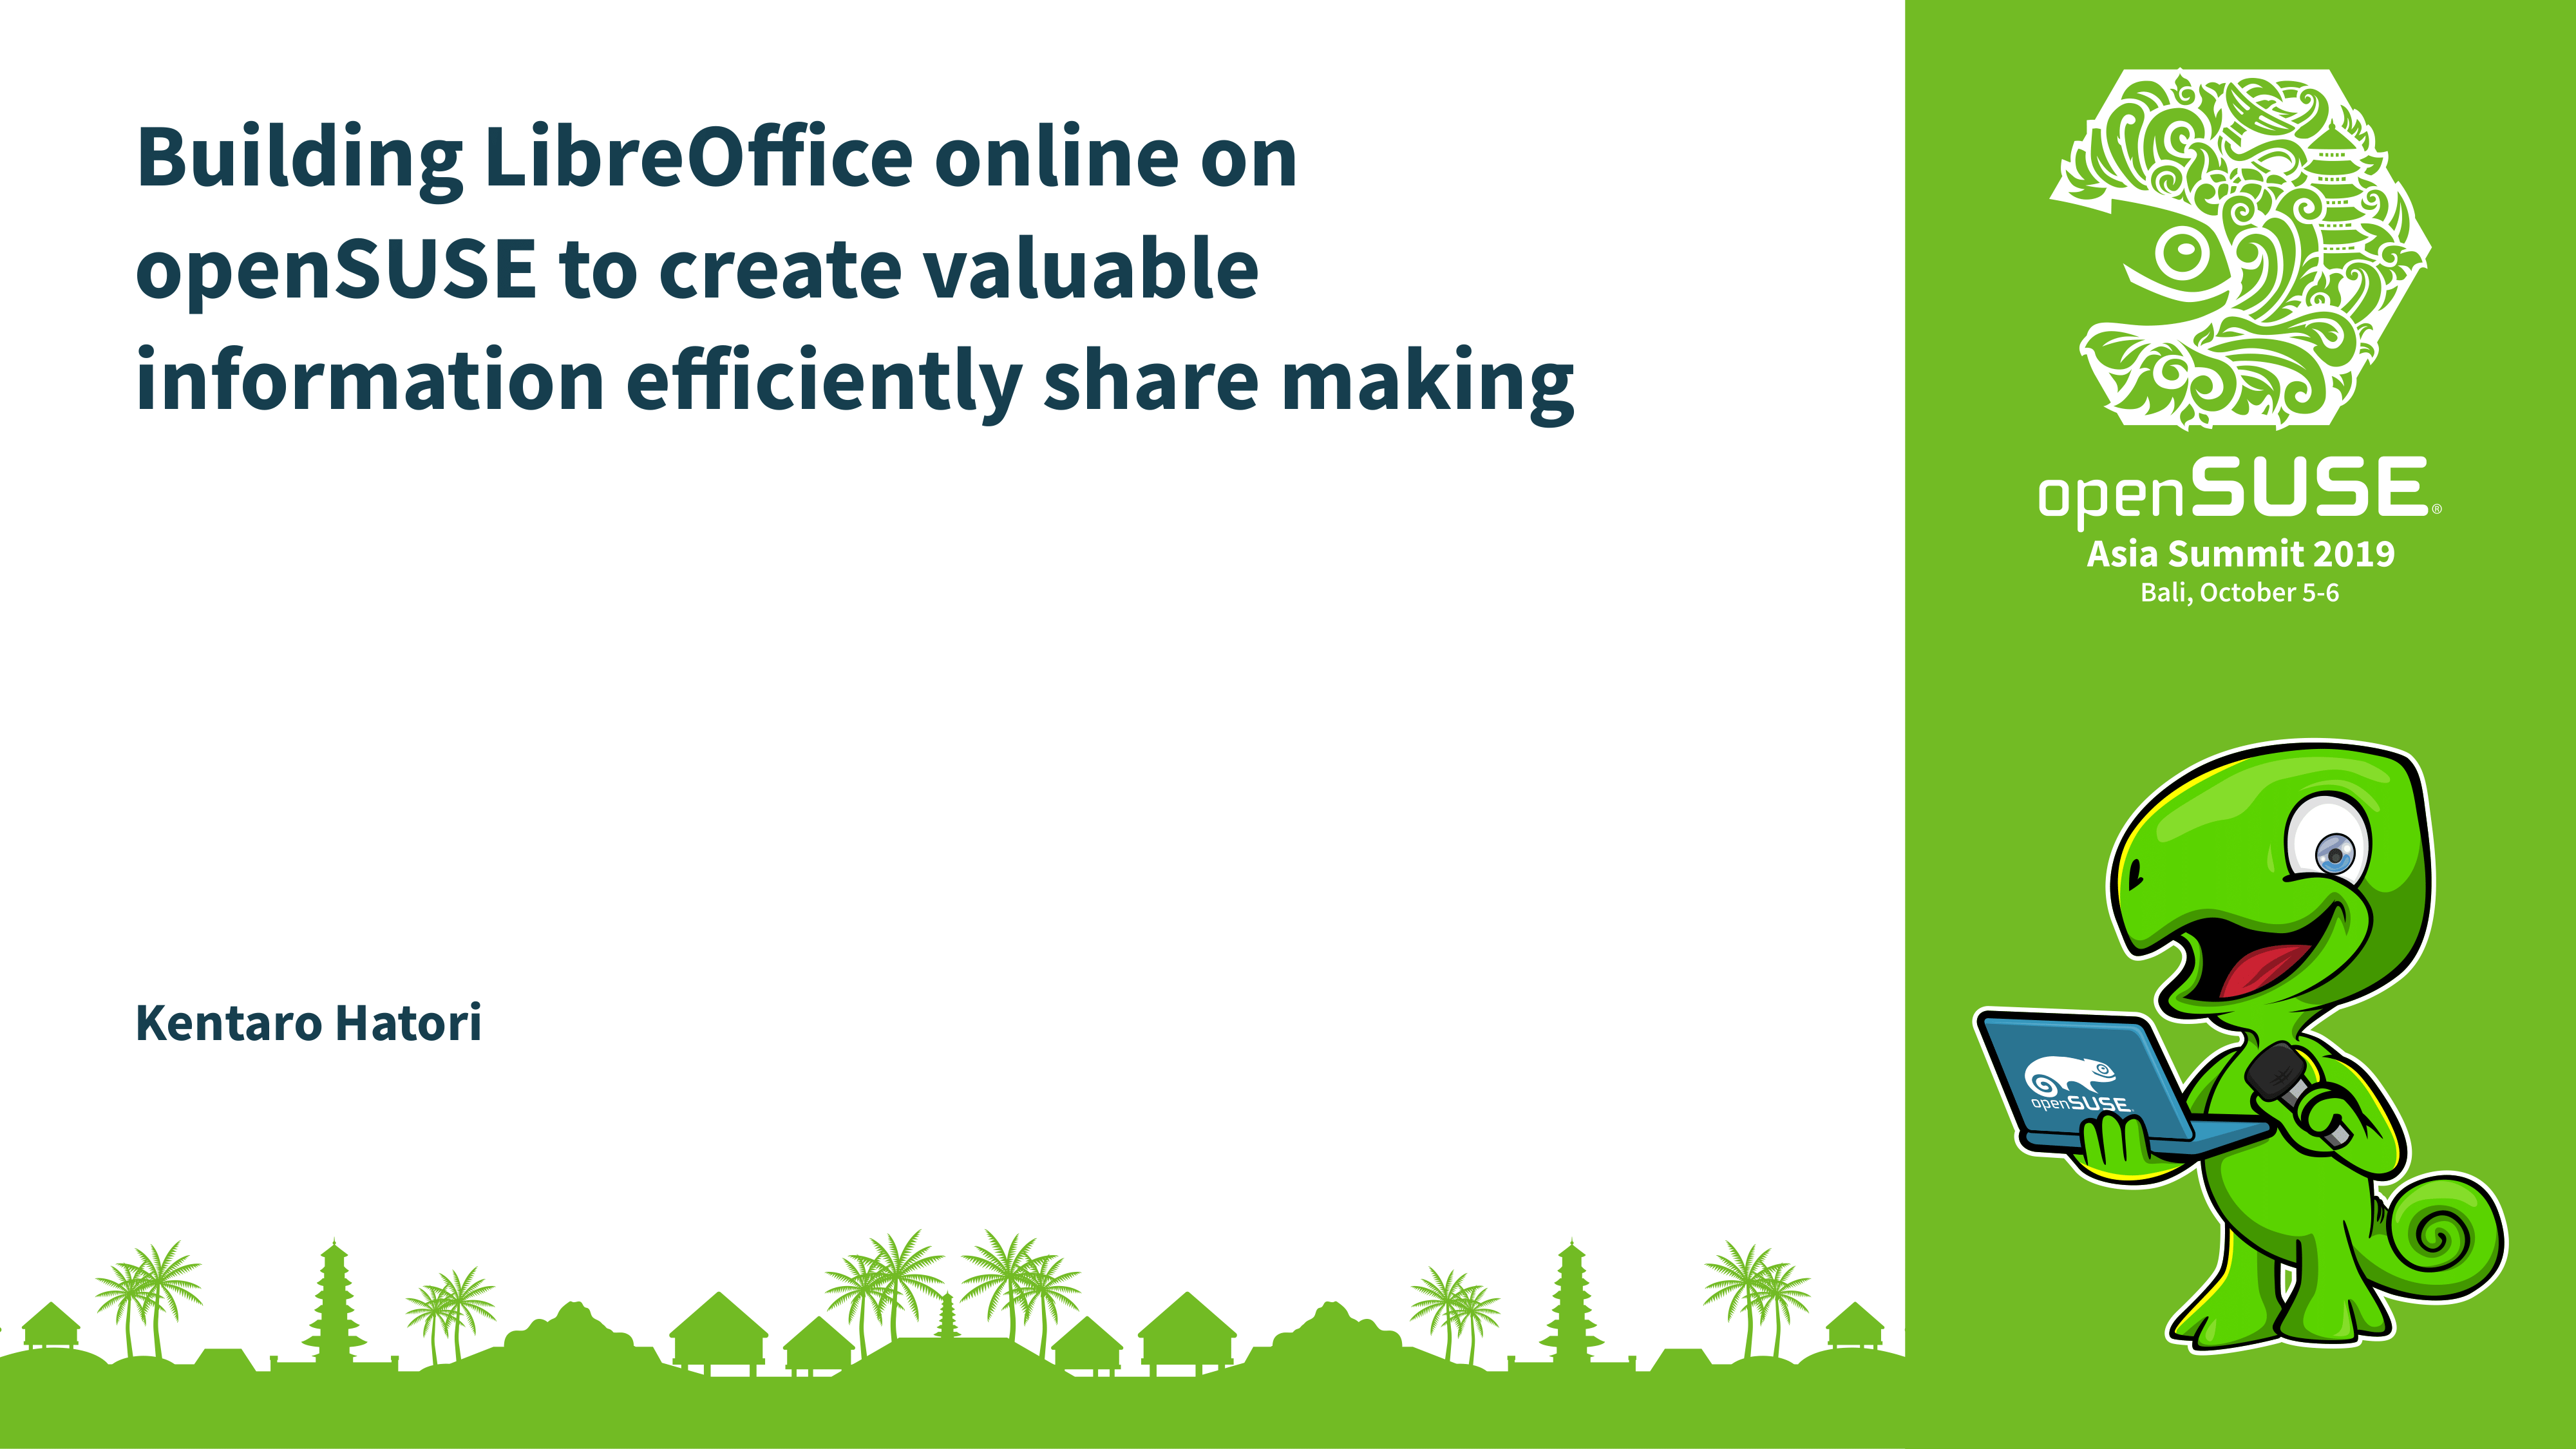 Building LibreOffice online on
openSUSE to create valuable
information efficiently share making
Kentaro Hatori
openSUSE®
Asia Summit 2019
Bali, October 5-6
openSUSE